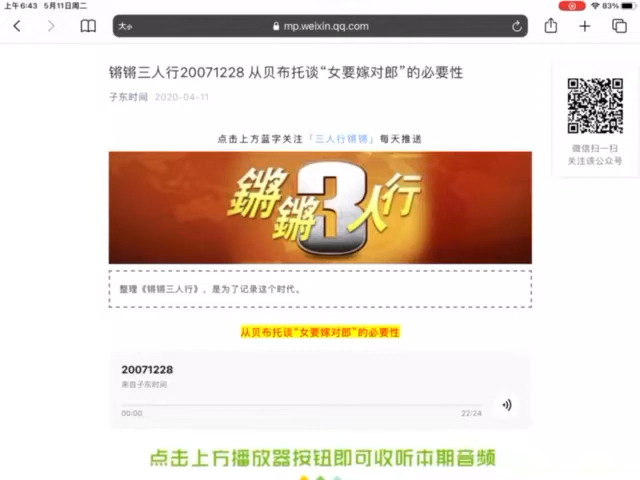 上午6:43 5月11日周二
83%
大小
mp.weixin.qq.com
锵锵三人行20071228 从贝布托谈“女要嫁对郎”的必要性
子东时间 2020-04-11
点击上方蓝字关注「三人行锵锵」每天推送
锵锵3人行
微信扫一扫
关注该公众号
整理《锵锵三人行》，是为了记录这个时代。
从贝布托谈“女要嫁对郎”的必要性
20071228
来自子东时间
00:00
22:24
点击上方播放器按钮即可收听本期音频